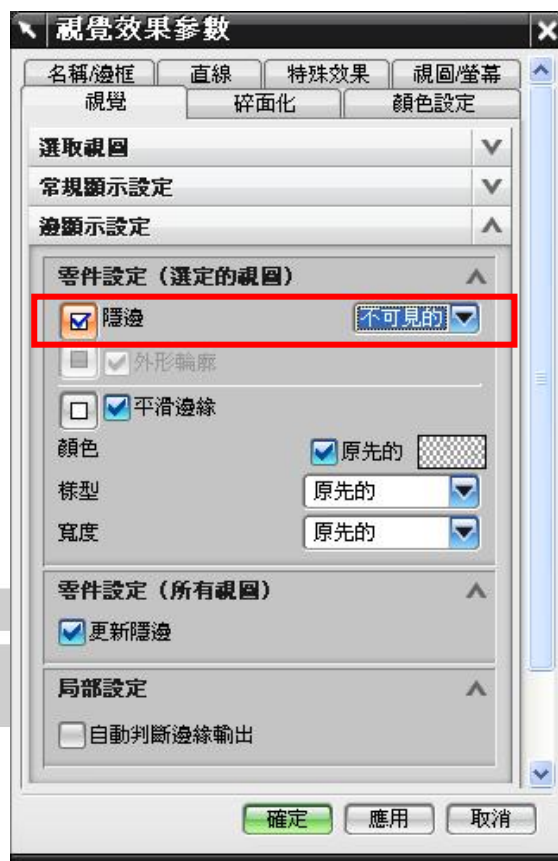 視覺效果參數
名稱/邊框 直線 特殊效果 視圖/螢幕
視覺 碎面化 顏色設定
選取視圖
常規顯示設定
邊顯示設定
零件設定（選定的視圖）
隱邊 不可見的
外形輪廓
平滑邊緣
顏色 原先的
樣型 原先的
寬度 原先的
零件設定（所有視圖）
更新隱邊
局部設定
自動判斷邊緣輸出
確定 應用 取消